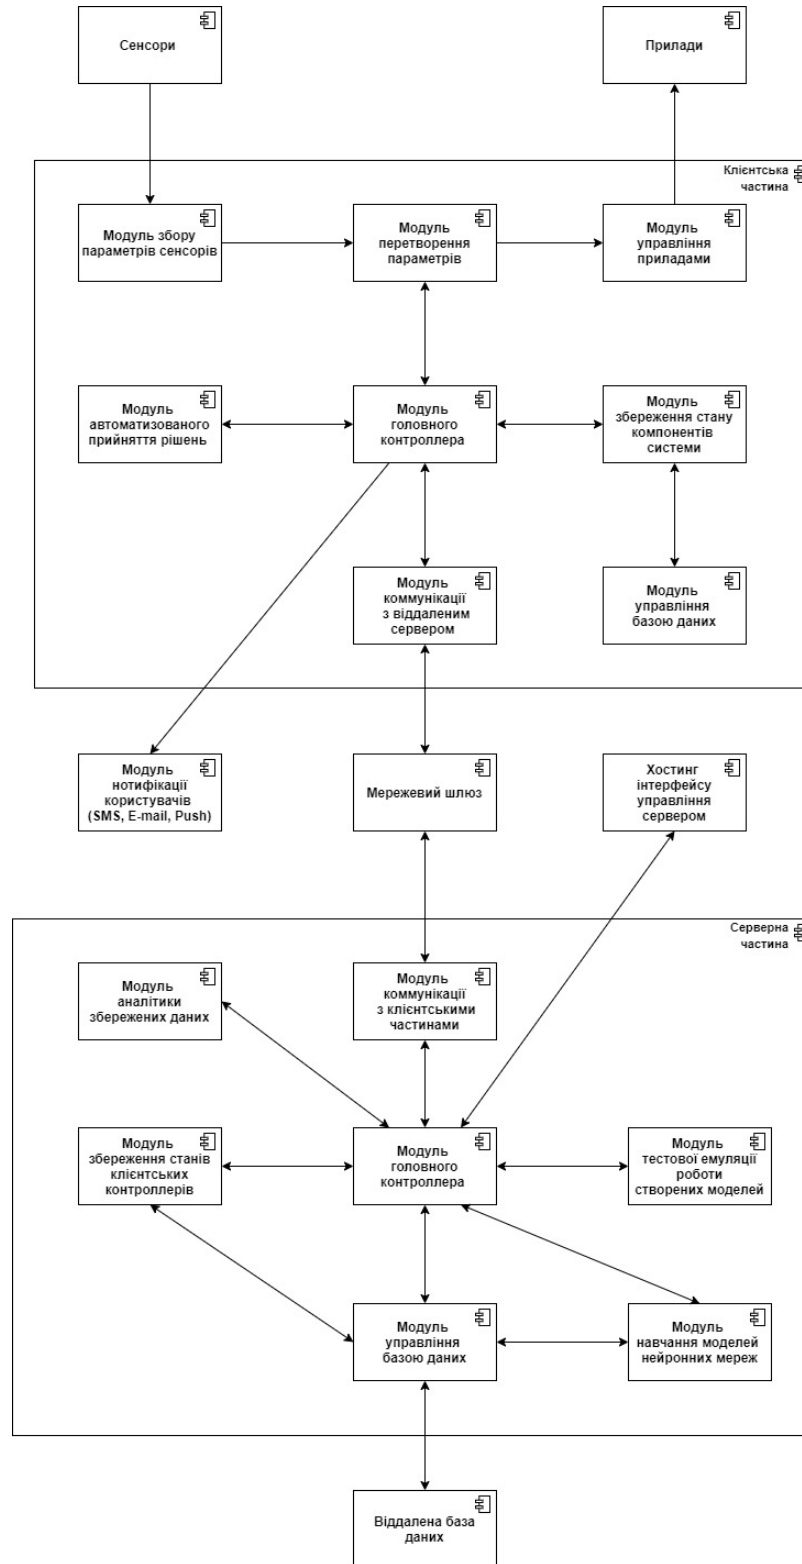 Сенсори
Прилади
Клієнтська
частина
Модуль збору
параметрів сенсорів
Модуль
перетворення
параметрів
Модуль
управління
приладами
Модуль
автоматизованого
прийняття рішень
Модуль
головного
контроллера
Модуль
збереження стану
компонентів
системи
Модуль
коммунікації
з віддаленим
сервером
Модуль
управління
базою даних
Модуль
нотифікації
користувачів
(SMS, E-mail, Push)
Мережевий шлюз
Хостинг
інтерфейсу
управління
сервером
Серверна
частина
Модуль
аналітики
збережених даних
Модуль
коммунікації
з клієнтськими
частинами
Модуль
збереження станів
клієнтських
контроллерів
Модуль
головного
контроллера
Модуль
тестової емуляції
роботи
створених моделей
Модуль
управління
базою даних
Модуль
навчання моделей
нейронних мереж
Віддалена база
даних